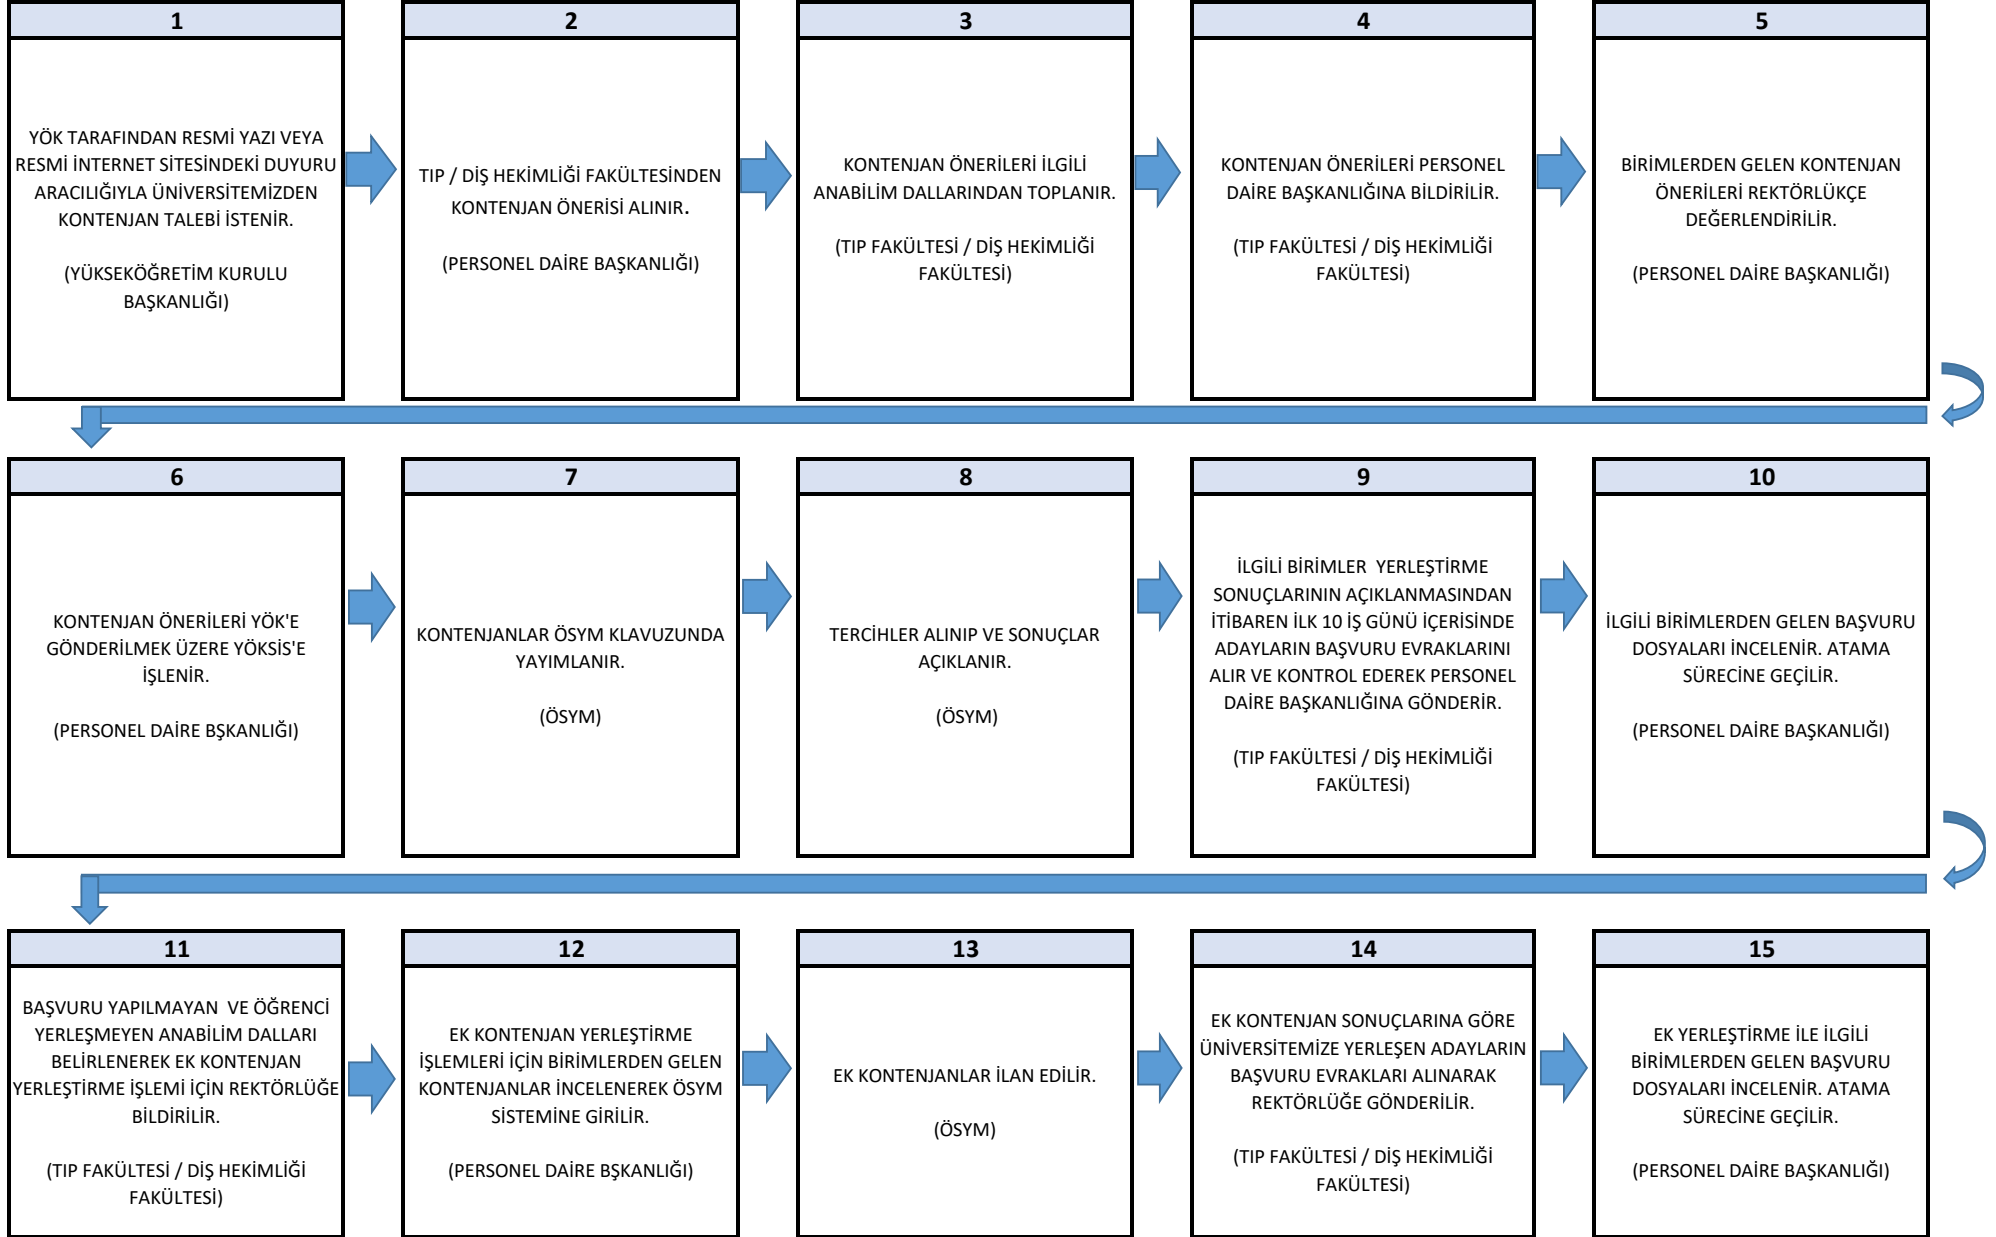 1
YÖK TARAFINDAN RESMİ YAZI VEYA
RESMİ İNTERNET SİTESİNDEKİ DUYURU
ARACILIĞIYLA ÜNİVERSİTEMİZDEN
KONTENJAN TALEBİ İSTENİR.
(YÜKSEKÖĞRETİM KURULU
BAŞKANLIĞI)
2
TIP / DİŞ HEKİMLİĞİ FAKÜLTESİNDEN
KONTENJAN ÖNERİSİ ALINIR.
(PERSONEL DAİRE BAŞKANLIĞI)
3
KONTENJAN ÖNERİLERİ İLGİLİ
ANABİLİM DALLARINDAN TOPLANIR.
(TIP FAKÜLTESİ / DİŞ HEKİMLİĞİ
FAKÜLTESİ)
4
KONTENJAN ÖNERİLERİ PERSONEL
DAİRE BAŞKANLIĞINA BİLDİRİLİR.
(TIP FAKÜLTESİ / DİŞ HEKİMLİĞİ
FAKÜLTESİ)
5
BİRİMLERDEN GELEN KONTENJAN
ÖNERİLERİ REKTÖRLÜKÇE
DEĞERLENDİRİLİR.
(PERSONEL DAİRE BAŞKANLIĞI)
6
KONTENJAN ÖNERİLERİ YÖK'E
GÖNDERİLMEK ÜZERE YÖKSİS'E
İŞLENİR.
(PERSONEL DAİRE BŞKANLIĞI)
7
KONTENJANLAR ÖSYM KLAVUZUNDA
YAYIMLANIR.
(ÖSYM)
8
TERCİHLER ALINIP VE SONUÇLAR
AÇIKLANIR.
(ÖSYM)
9
İLGİLİ BİRİMLER  YERLEŞTİRME
SONUÇLARININ AÇIKLANMASINDAN
İTİBAREN İLK 10 İŞ GÜNÜ İÇERİSİNDE
ADAYLARIN BAŞVURU EVRAKLARINI
ALIR VE KONTROL EDEREK PERSONEL
DAİRE BAŞKANLIĞINA GÖNDERİR.
(TIP FAKÜLTESİ / DİŞ HEKİMLİĞİ
FAKÜLTESİ)
10
İLGİLİ BİRİMLERDEN GELEN BAŞVURU
DOSYALARI İNCELENİR. ATAMA
SÜRECİNE GEÇİLİR.
(PERSONEL DAİRE BAŞKANLIĞI)
11
BAŞVURU YAPILMAYAN  VE ÖĞRENCİ
YERLEŞMEYEN ANABİLİM DALLARI
BELİRLENEREK EK KONTENJAN
YERLEŞTİRME İŞLEMİ İÇİN REKTÖRLÜĞE
BİLDİRİLİR.
(TIP FAKÜLTESİ / DİŞ HEKİMLİĞİ
FAKÜLTESİ)
12
EK KONTENJAN YERLEŞTİRME
İŞLEMLERİ İÇİN BİRİMLERDEN GELEN
KONTENJANLAR İNCELENEREK ÖSYM
SİSTEMİNE GİRİLİR.
(PERSONEL DAİRE BŞKANLIĞI)
13
EK KONTENJANLAR İLAN EDİLİR.
(ÖSYM)
14
EK KONTENJAN SONUÇLARINA GÖRE
ÜNİVERSİTEMİZE YERLEŞEN ADAYLARIN
BAŞVURU EVRAKLARI ALINARAK
REKTÖRLÜĞE GÖNDERİLİR.
(TIP FAKÜLTESİ / DİŞ HEKİMLİĞİ
FAKÜLTESİ)
15
EK YERLEŞTİRME İLE İLGİLİ
BİRİMLERDEN GELEN BAŞVURU
DOSYALARI İNCELENİR. ATAMA
SÜRECİNE GEÇİLİR.
(PERSONEL DAİRE BAŞKANLIĞI)